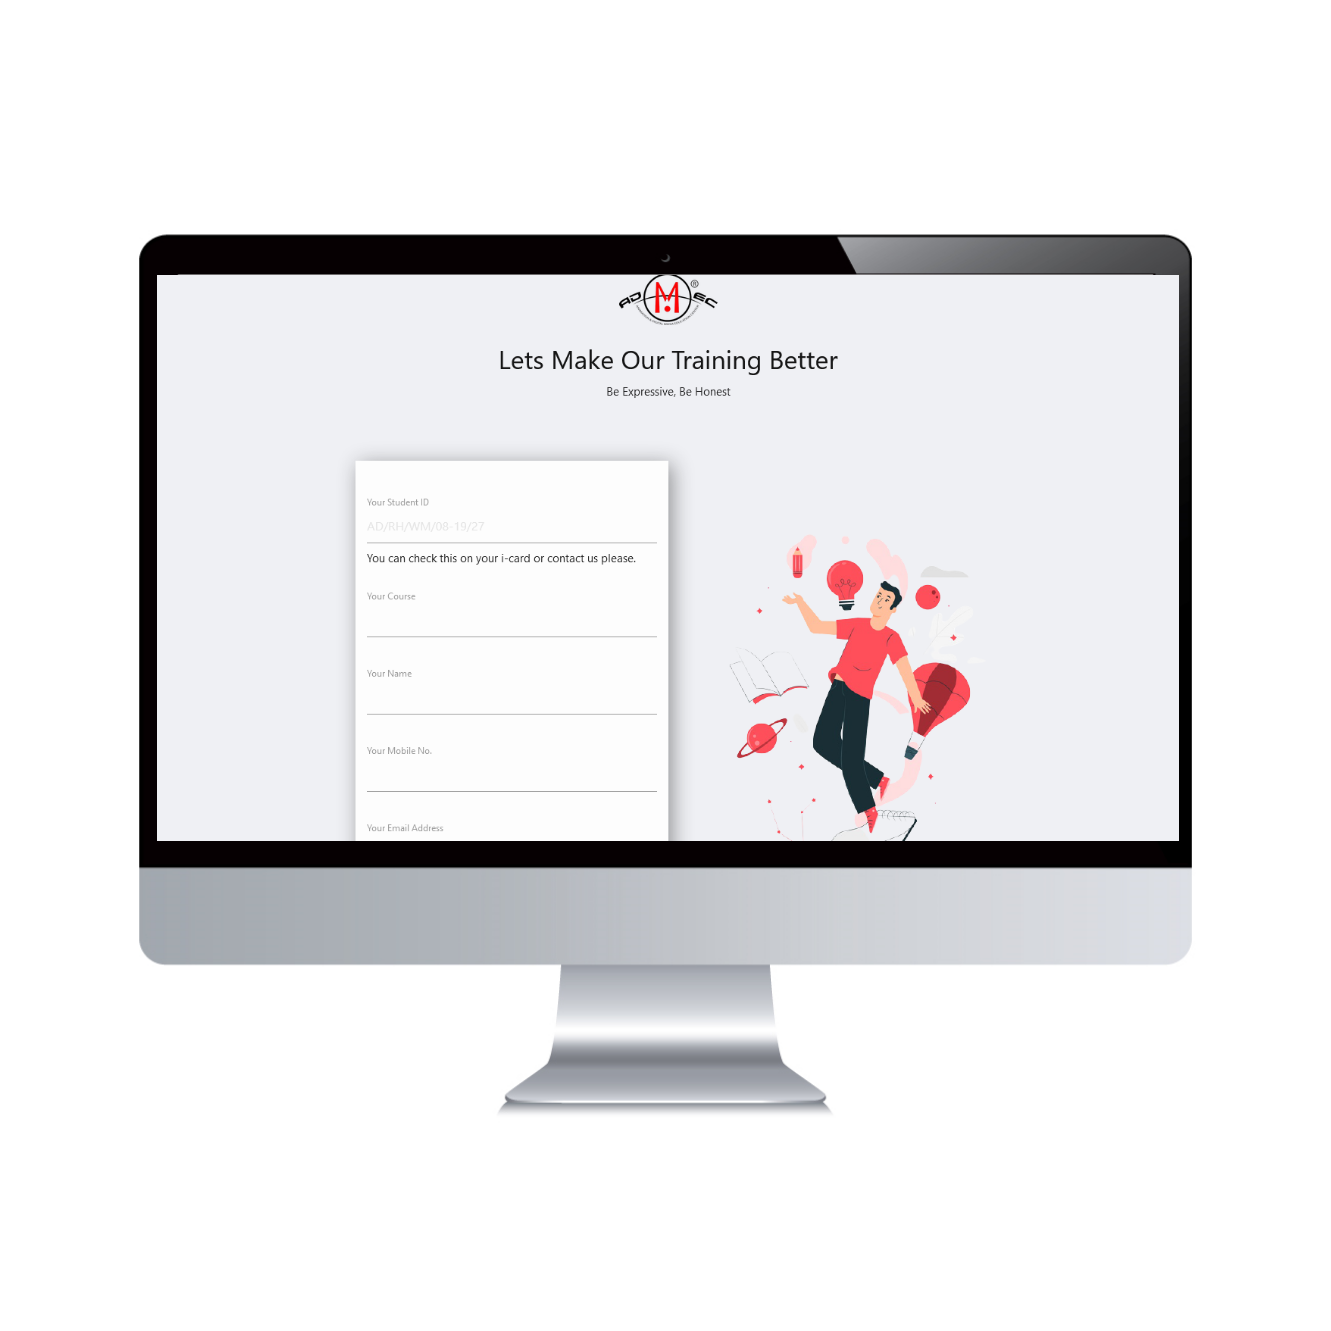 ADMEC®
Lets Make Our Training Better
Be Expressive, Be Honest
Your Student ID
AD/RH/WM/08-19/27
You can check this on your i-card or contact us please.
Your Course
Your Name
Your Mobile No.
Your Email Address